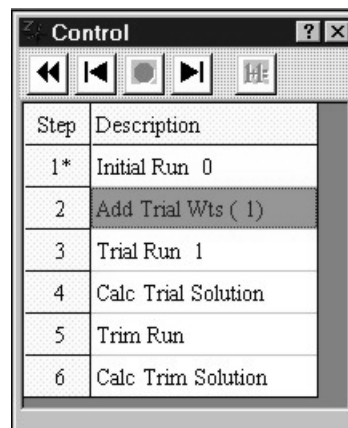 Control
Step Description
1* Initial Run 0
2 Add Trial Wts ( 1)
3 Trial Run 1
4 Calc Trial Solution
5 Trim Run
6 Calc Trim Solution